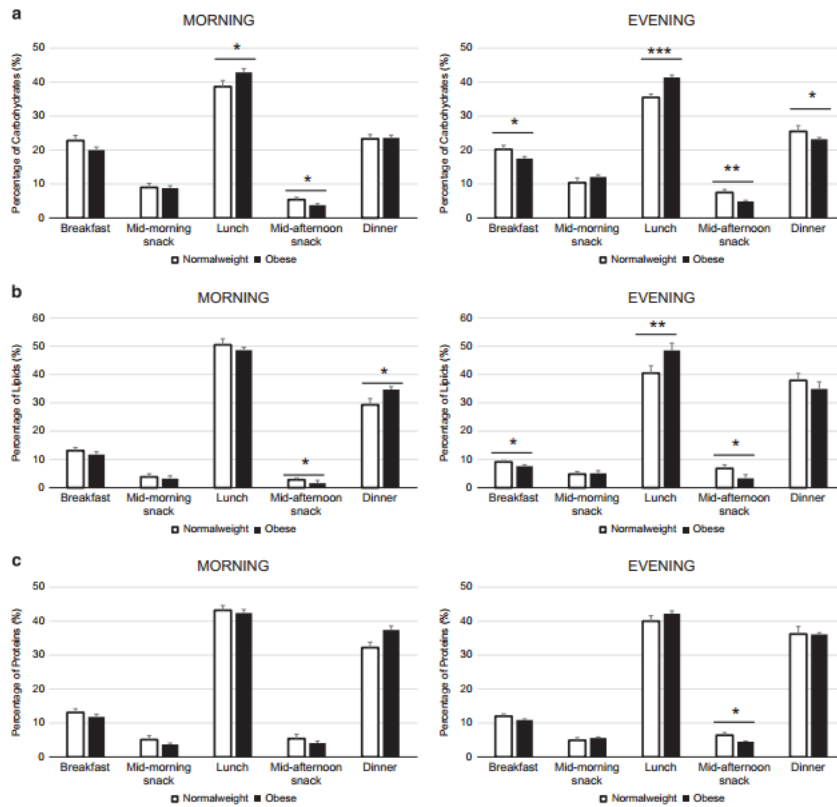 a
MORNING
EVENING
Percentage of Carbohydrates (%)
50
40
30
20
10
0
*
*
Breakfast
Mid-morning
snack
Lunch
Mid-afternoon
snack
Dinner
Normalweight
Obese
Percentage of Carbohydrates (%)
50
40
30
20
10
0
*
***
**
*
Breakfast
Mid-morning
snack
Lunch
Mid-afternoon
snack
Dinner
Normalweight
Obese
b
MORNING
EVENING
Percentage of Lipids (%)
60
50
40
30
20
10
0
*
*
Breakfast
Mid-morning
snack
Lunch
Mid-afternoon
snack
Dinner
Normalweight
Obese
Percentage of Lipids (%)
60
50
40
30
20
10
0
*
**
*
Breakfast
Mid-morning
snack
Lunch
Mid-afternoon
snack
Dinner
Normalweight
Obese
c
MORNING
EVENING
Percentage of Proteins (%)
50
40
30
20
10
0
Breakfast
Mid-morning
snack
Lunch
Mid-afternoon
snack
Dinner
Normalweight
Obese
Percentage of Proteins (%)
50
40
30
20
10
0
*
Breakfast
Mid-morning
snack
Lunch
Mid-afternoon
snack
Dinner
Normalweight
Obese